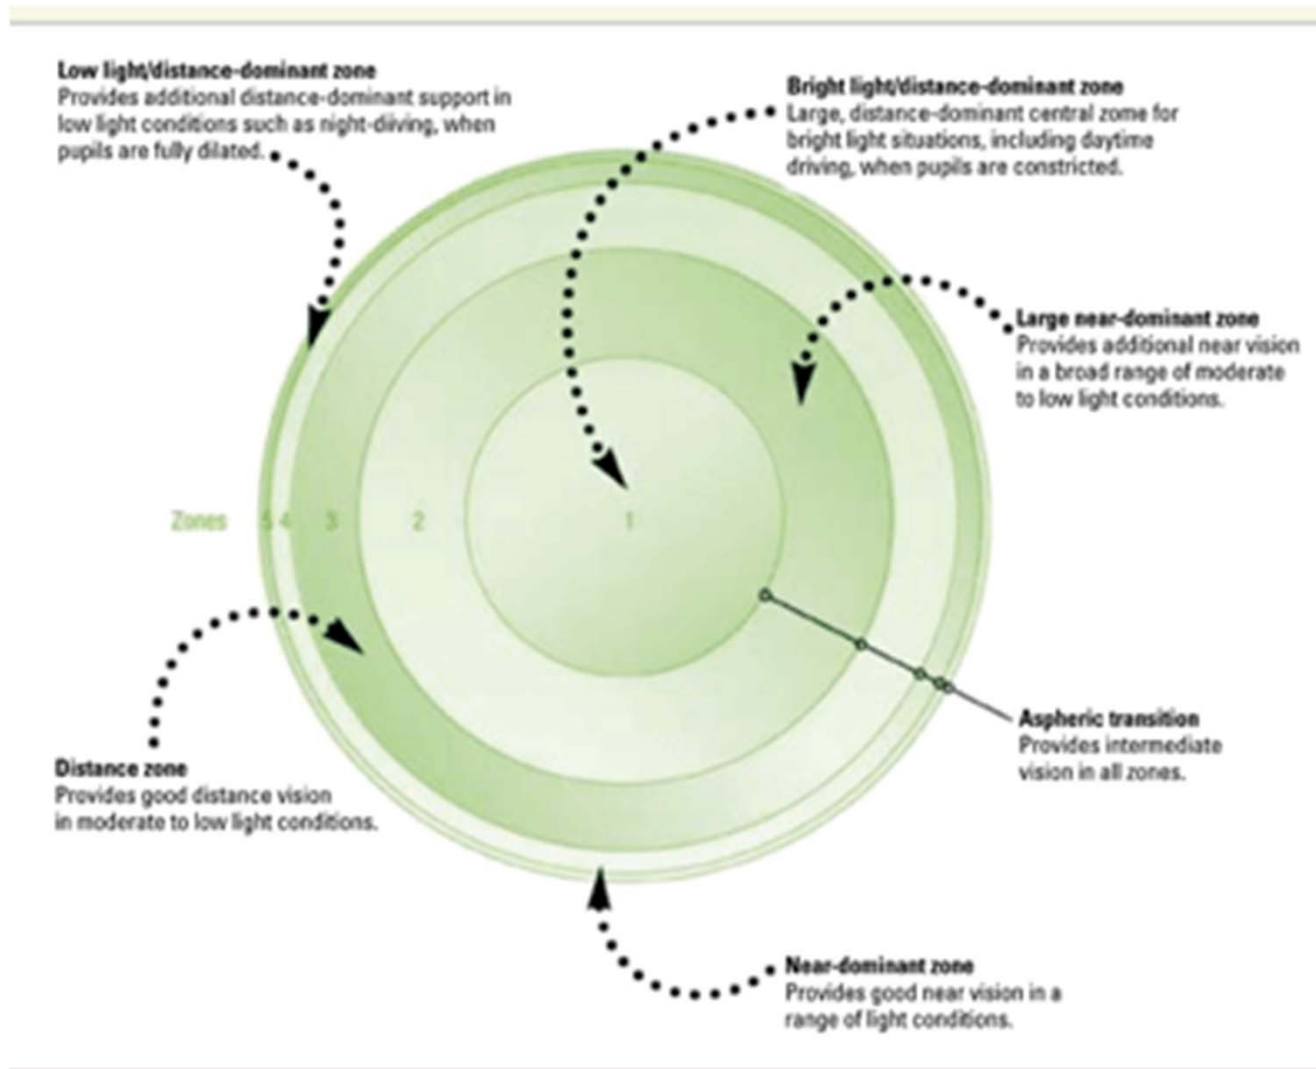 Low light/distance-dominant zone
Provides additional distance-dominant support in
low light conditions such as night-diiving, when
pupils are fully dilated.
Bright light/distance-dominant zone
Large, distance-dominant central zome for
bright light situations, including daytime
driving, when pupils are constricted.
Large near-dominant zone
Provides additional near vision
in a broad range of moderate
to low light conditions.
Zones 5 4 3 2 1
Aspheric transition
Provides intermediate
vision in all zones.
Distance zone
Provides good distance vision
in moderate to low light conditions.
Near-dominant zone
Provides good near vision in a
range of light conditions.